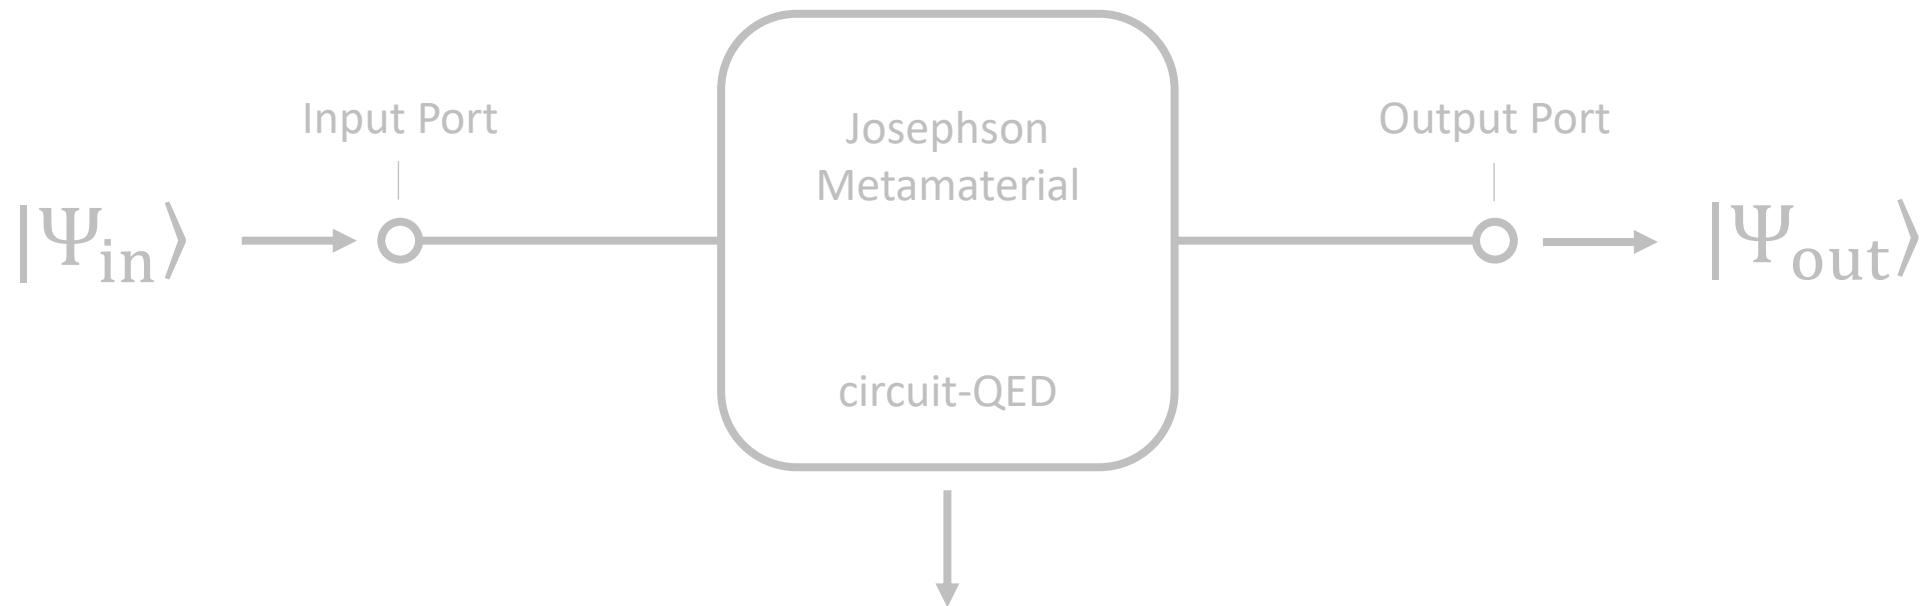 Input Port
Josephson
Metamaterial
Output Port
|Ψin⟩
|Ψout⟩
circuit-QED